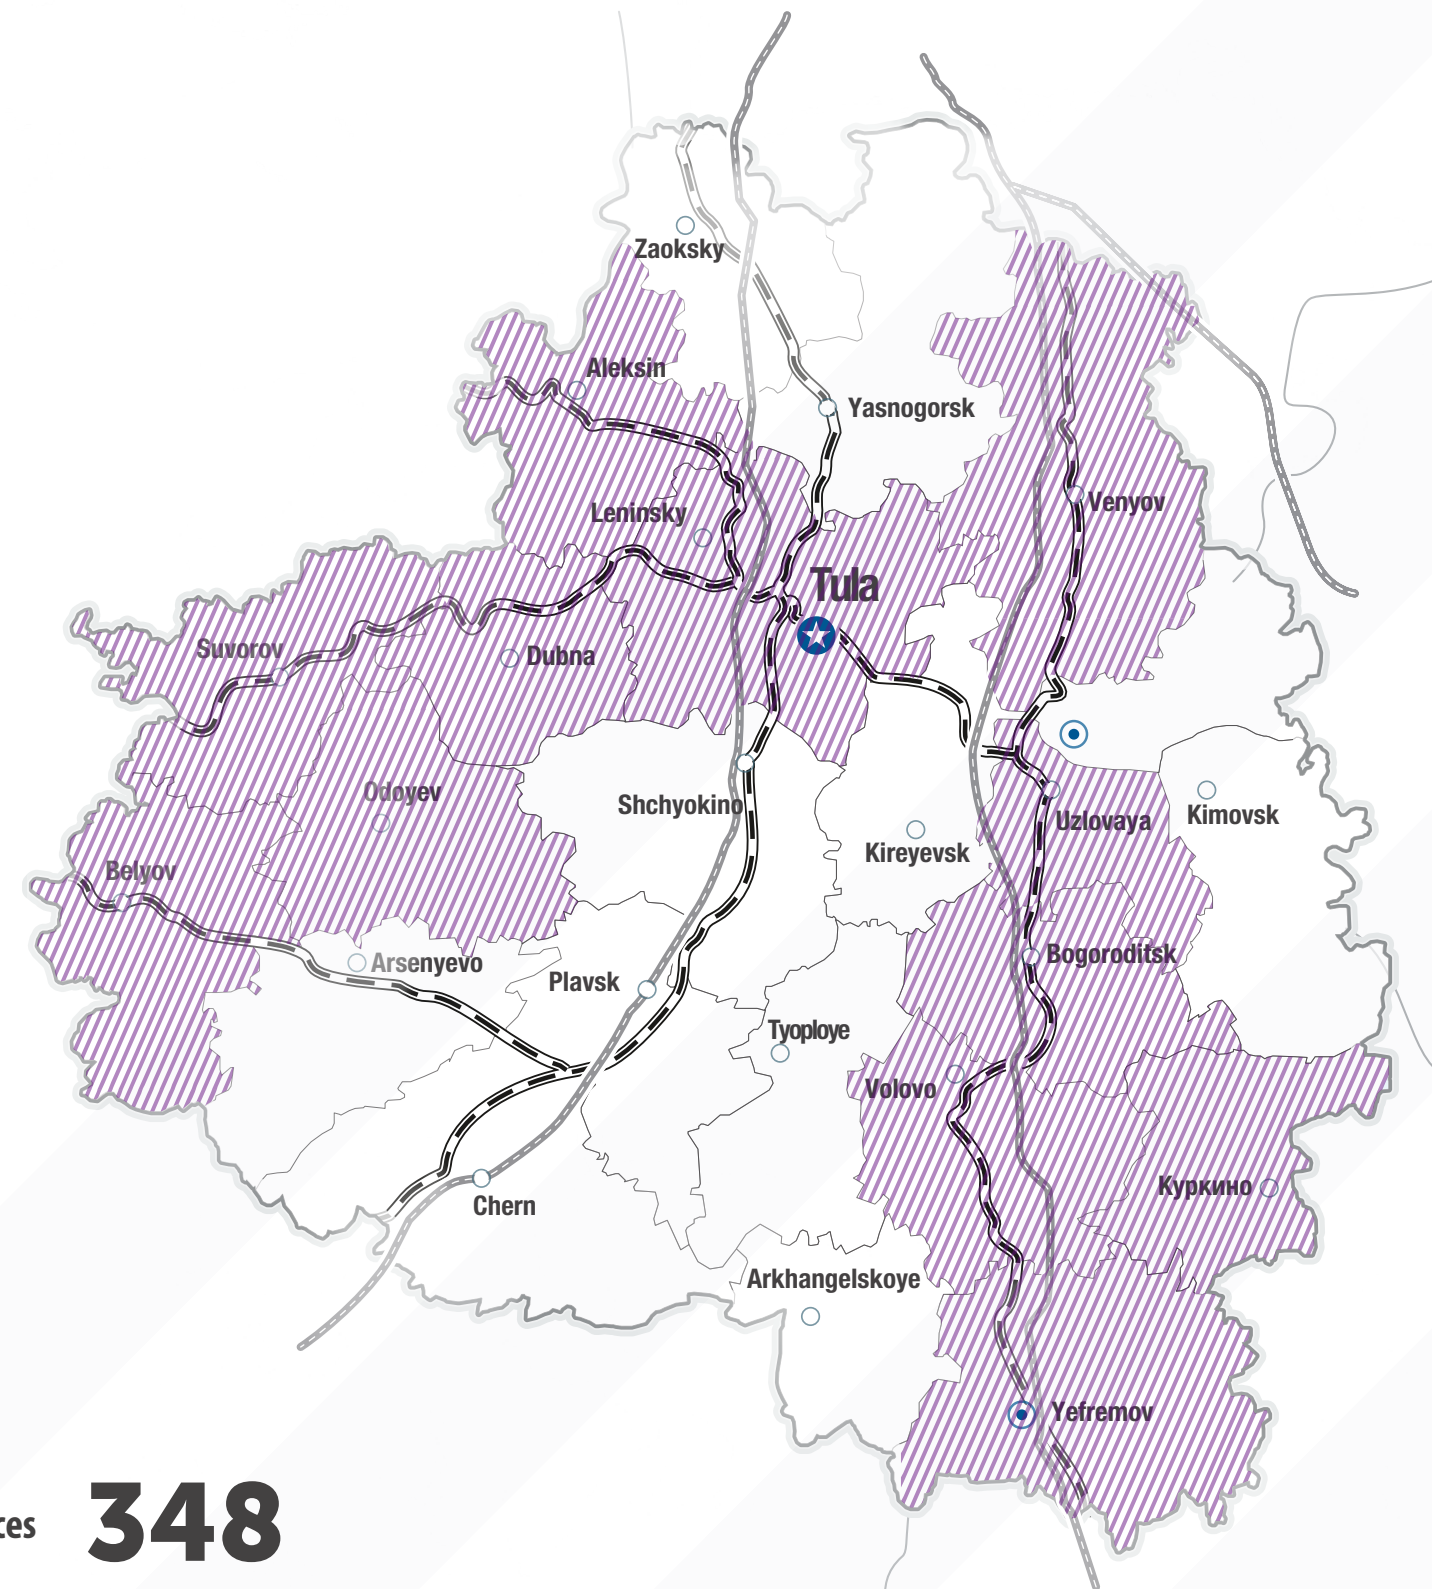 Zaoksky
Aleksin
Yasnogorsk
Venyov
Leninsky
Tula
Suvorov
Dubna
Odoyev
Shchyokino
Kimovsk
Uzlovaya
Kireyevsk
Belyov
Arsenyevo
Bogoroditsk
Plavsk
Tyoploye
Volovo
Куркино
Chern
Arkhangelskoye
Yefremov
348